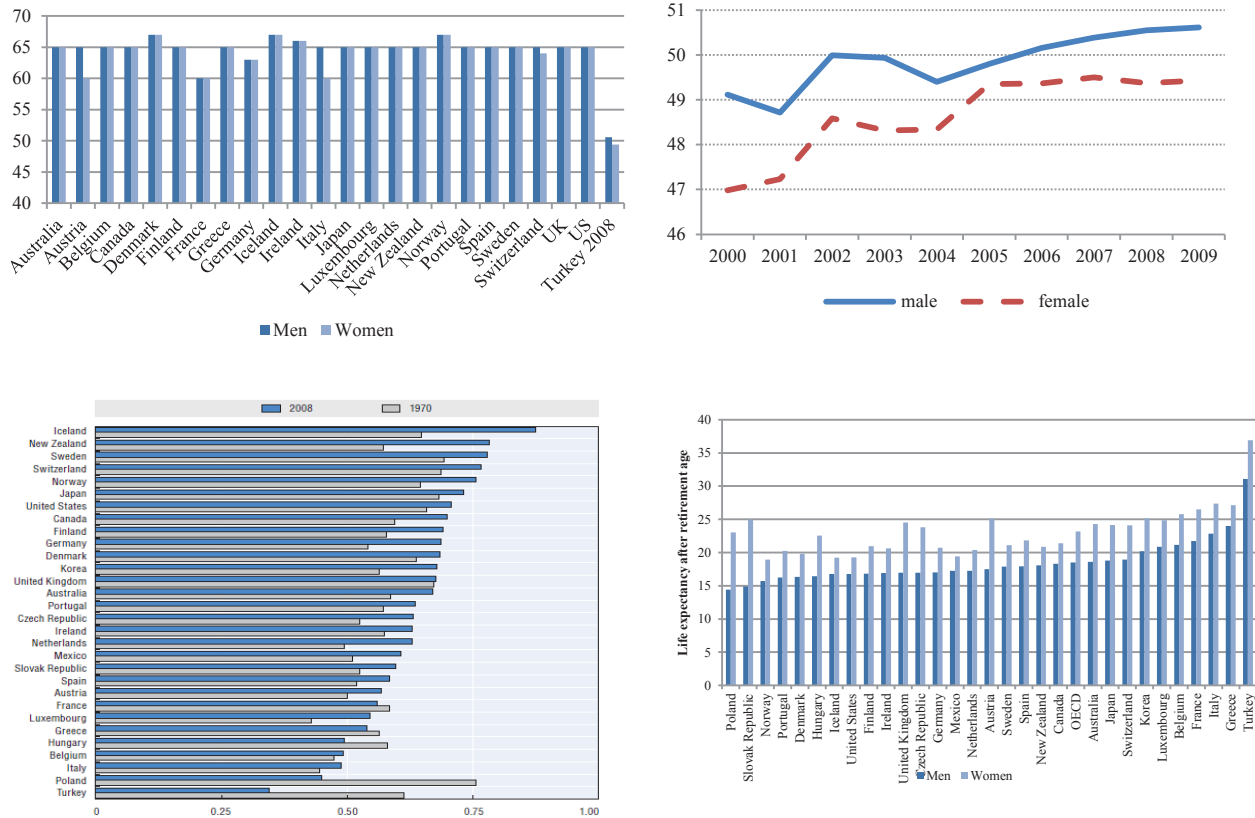 70
65
60
55
50
45
40
Australia
Austria
Belgium
Canada
Denmark
Finland
France
Greece
Germany
Iceland
Ireland
Italy
Japan
Luxembourg
Netherlands
New Zealand
Norway
Portugal
Spain
Sweden
Switzerland
UK
US
Turkey 2008
Men Women
51
50
49
48
47
46
2000 2001 2002 2003 2004 2005 2006 2007 2008 2009
male female
2008 1970
Iceland
New Zealand
Sweden
Switzerland
Norway
Japan
United States
Canada
Finland
Germany
Denmark
Korea
United Kingdom
Australia
Portugal
Czech Republic
Ireland
Netherlands
Mexico
Slovak Republic
Spain
Austria
France
Luxembourg
Greece
Hungary
Belgium
Italy
Poland
Turkey
0 0.25 0.50 0.75 1.00
Life expectancy after retirement age
40
35
30
25
20
15
10
5
0
Poland
Slovak Republic
Norway
Portugal
Denmark
Hungary
Iceland
United States
Finland
Ireland
United Kingdom
Czech Republic
Germany
Mexico
Netherlands
Austria
Sweden
Spain
New Zealand
Canada
OECD
Australia
Japan
Switzerland
Korea
Luxembourg
Belgium
France
Italy
Greece
Turkey
Men Women